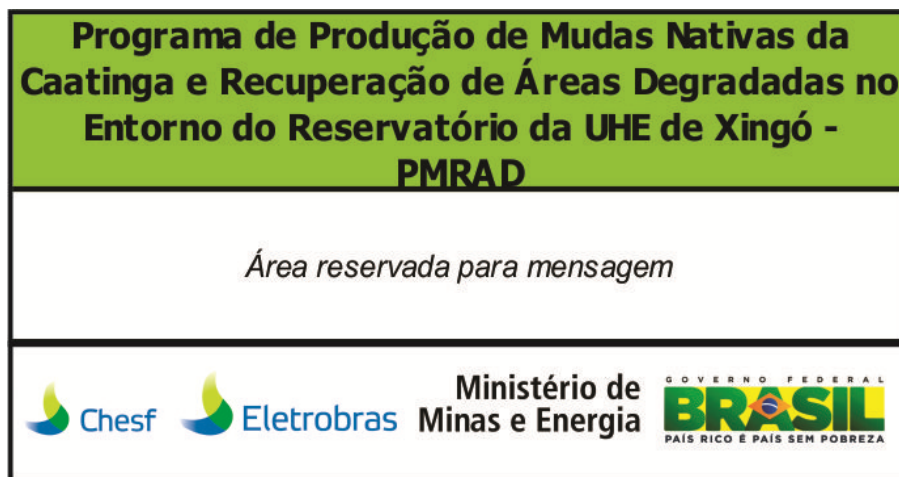 Programa de Produção de Mudas Nativas da
Caatinga e Recuperação de Áreas Degradadas no
Entorno do Reservatório da UHE de Xingó -
PMRAD
Área reservada para mensagem
Chesf
Eletrobras
Ministério de
Minas e Energia
GOVERNO FEDERAL
BRASIL
PAÍS RICO É PAÍS SEM POBREZA